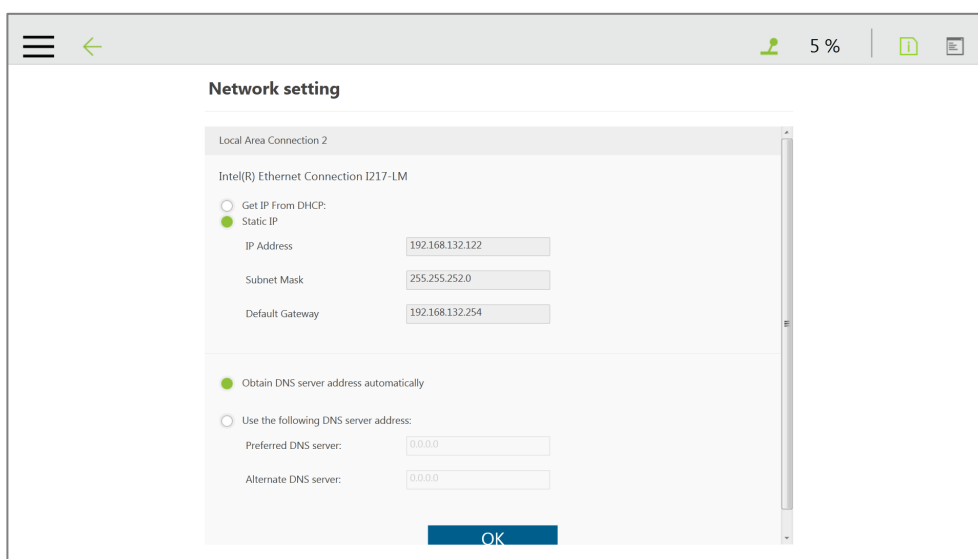 5 %
Network setting
Local Area Connection 2
Intel(R) Ethernet Connection I217-LM
Get IP From DHCP:
Static IP
IP Address 192.168.132.122
Subnet Mask 255.255.252.0
Default Gateway 192.168.132.254
Obtain DNS server address automatically
Use the following DNS server address:
Preferred DNS server: 0.0.0.0
Alternate DNS server: 0.0.0.0
OK